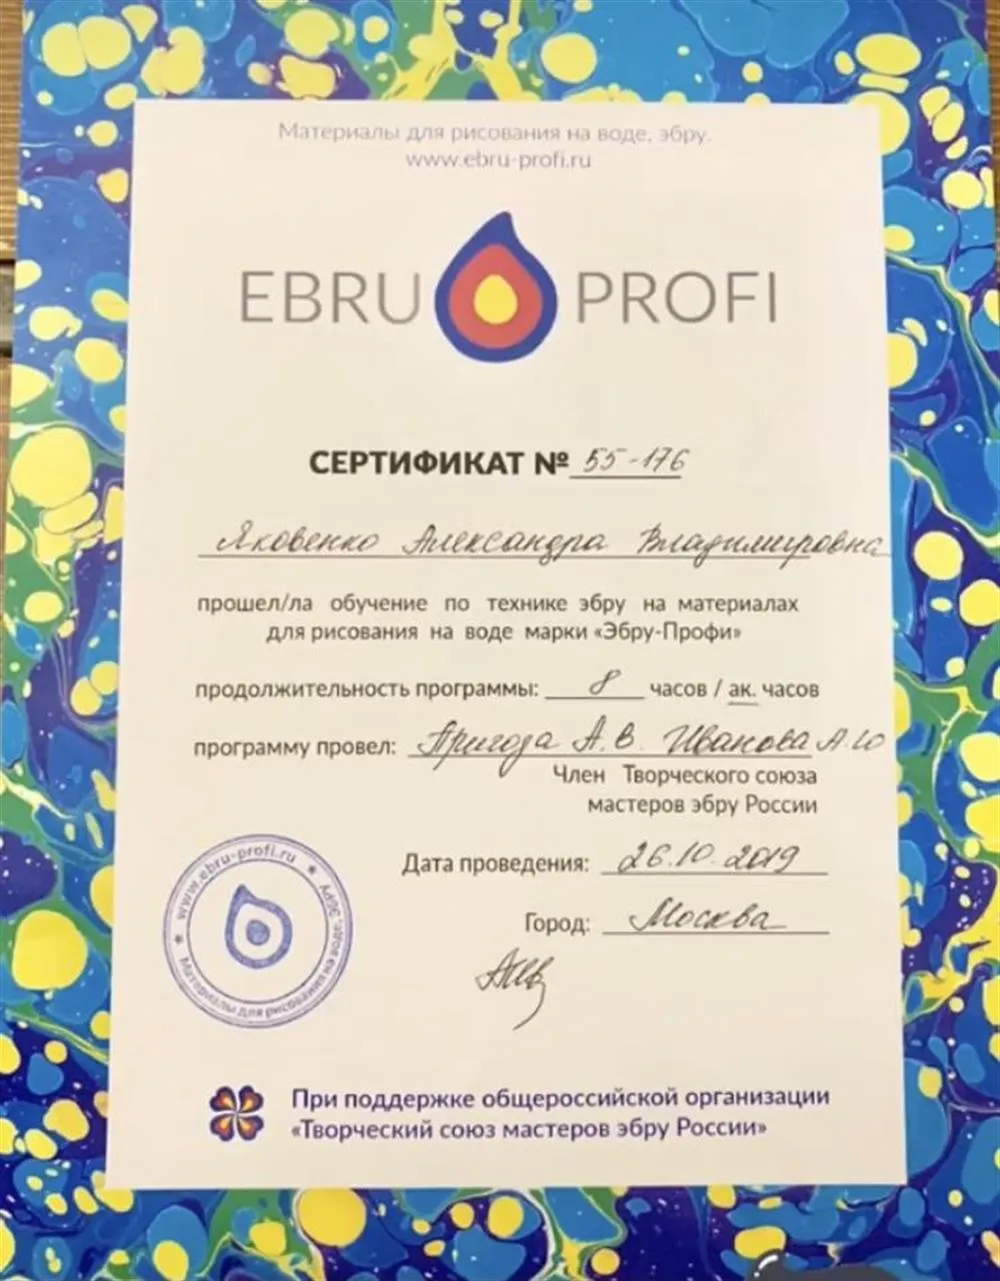 Материалы для рисования на воде, эбру.
www.ebru-profi.ru
EBRU PROFI
СЕРТИФИКАТ № 55-176
Яковенко Александра Владимировна
прошел/ла обучение по технике эбру на материалах
для рисования на воде марки «Эбру-Профи»
продолжительность программы: 8 часов / ак. часов
программу провел: Пригода А.В. Иванова А.Ю
Член Творческого союза
мастеров эбру России
Дата проведения: 26.10.2019
Город: Москва
www.ebru-profi.ru ★ Материалы для рисования на воде. Эбру ★
При поддержке общероссийской организации
«Творческий союз мастеров эбру России»